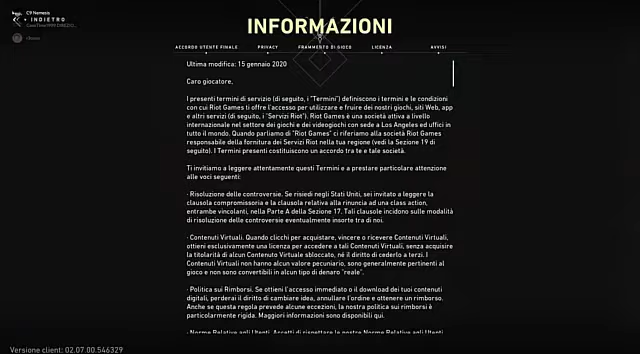 C9 Nemesis
INDIETRO
INFORMAZIONI
ACCORDO UTENTE FINALE PRIVACY FRAMMENTO DI GIOCO LICENZA AVVISI
Ultima modifica: 15 gennaio 2020
Caro giocatore,
I presenti termini di servizio (di seguito, i "Termini") definiscono i termini e le condizioni
con cui Riot Games ti offre l'accesso per utilizzare e fruire dei nostri giochi, siti Web, app
e altri servizi (di seguito, i 'Servizi Riot'). Riot Games è una società attiva a livello
internazionale nel settore dei giochi e dei videogiochi con sede a Los Angeles ed uffici in
tutto il mondo. Quando parliamo di "Riot Games" ci riferiamo alla società Riot Games
responsabile della fornitura dei Servizi Riot nella tua regione (vedi la Sezione 19 di
seguito). I Termini presenti costituiscono un accordo tra te e tale società.
Ti invitiamo a leggere attentamente questi Termini e a prestare particolare attenzione
alle voci seguenti:
· Risoluzione delle controversie. Se risiedi negli Stati Uniti, sei invitato a leggere la
clausola compromissoria e la clausola relativa alla rinuncia ad una class action,
entrambe vincolanti, nella Parte A della Sezione 17. Tali clausole incidono sulle modalità
di risoluzione delle controversie eventualmente insorte tra di noi.
· Contenuti Virtuali. Quando clicchi per acquistare, vincere o ricevere Contenuti Virtuali,
ottieni esclusivamente una licenza per accedere a tali Contenuti Virtuali, senza acquisire
la titolarità di alcun Contenuto Virtuale sbloccato, né il diritto di cederlo a terzi. I
Contenuti Virtuali non hanno alcun valore pecuniario, sono generalmente pertinenti al
gioco e non sono convertibili in alcun tipo di denaro "reale".
· Politica sui Rimborsi. Se ottieni l'accesso immediato o il download dei tuoi contenuti
digitali, perderai il diritto di cambiare idea, annullare l'ordine e ottenere un rimborso.
Anche se questa regola prevede alcune eccezioni, la nostra politica sui rimborsi è
particolarmente rigida. Maggiori informazioni sono disponibili qui.
· Norme Relative agli Utenti. Accetti di rispettare le nostre Norme Relative agli Utenti
Versione client: 02.07.00.546329